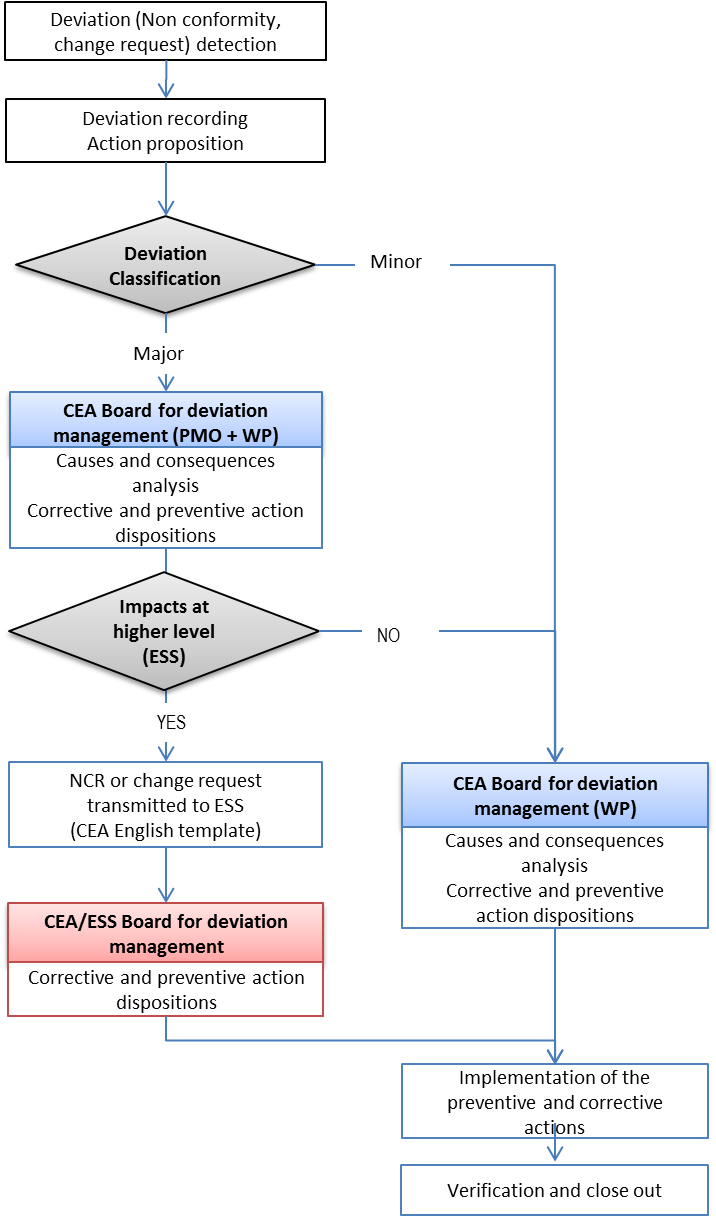 Deviation (Non conformity,
change request) detection
Deviation recording
Action proposition
Deviation
Classification
Minor
Major
CEA Board for deviation
management (PMO + WP)
Causes and consequences
analysis
Corrective and preventive action
dispositions
Impacts at
higher level
(ESS)
NO
YES
NCR or change request
transmitted to ESS
(CEA English template)
CEA Board for deviation
management (WP)
Causes and consequences
analysis
Corrective and preventive
action dispositions
CEA/ESS Board for deviation
management
Corrective and preventive action
dispositions
Implementation of the
preventive and corrective
actions
Verification and close out